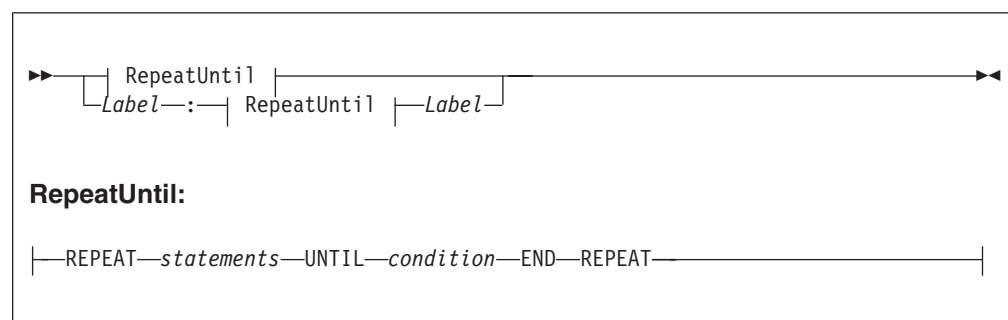 RepeatUntil
Label : RepeatUntil Label
RepeatUntil:
REPEAT statements UNTIL condition END REPEAT